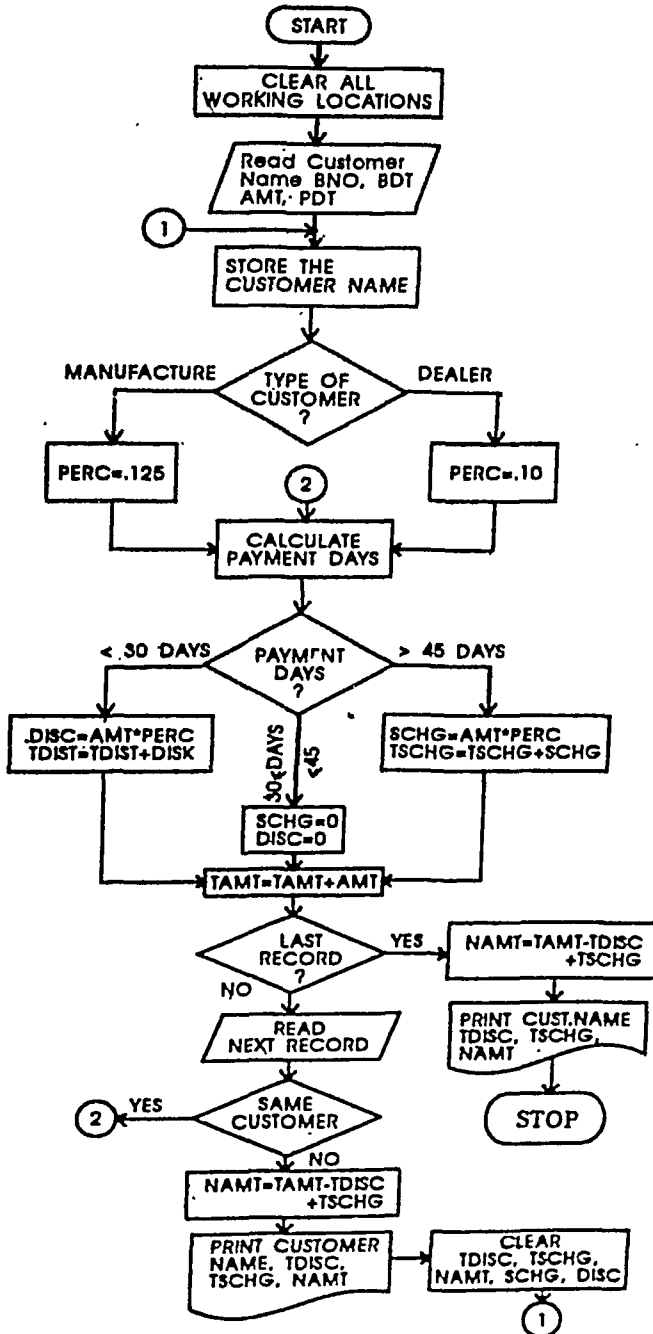 START
CLEAR ALL
WORKING LOCATIONS
Read Customer
Name BNO, BDT
AMT, PDT
1
STORE THE
CUSTOMER NAME
MANUFACTURE
TYPE OF
CUSTOMER
?
DEALER
PERC=.125
2
PERC=.10
CALCULATE
PAYMENT DAYS
< 30 DAYS
PAYMENT
DAYS
?
> 45 DAYS
DISC=AMT*PERC
TDIST=TDIST+DISK
30<DAYS
<45
SCHG=AMT*PERC
TSCHG=TSCHG+SCHG
SCHG=0
DISC=0
TAMT=TAMT+AMT
LAST
RECORD
?
YES
NAMT=TAMT-TDISC
+TSCHG
NO
READ
NEXT RECORD
PRINT CUST.NAME
TDISC, TSCHG,
NAMT
STOP
2
YES
SAME
CUSTOMER
NO
NAMT=TAMT-TDISC
+TSCHG
PRINT CUSTOMER
NAME, TDISC,
TSCHG, NAMT
CLEAR
TDISC, TSCHG,
NAMT, SCHG, DISC
1